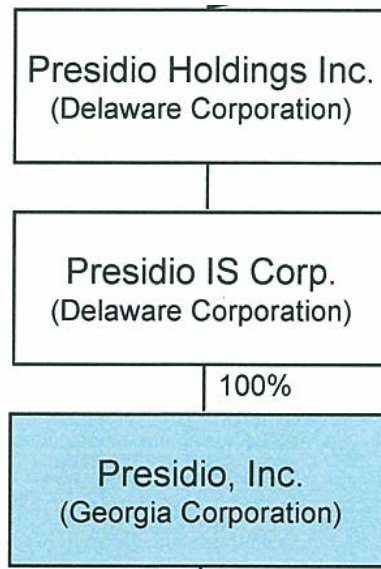 Presidio Holdings Inc.
(Delaware Corporation)
Presidio IS Corp.
(Delaware Corporation)
100%
Presidio, Inc.
(Georgia Corporation)